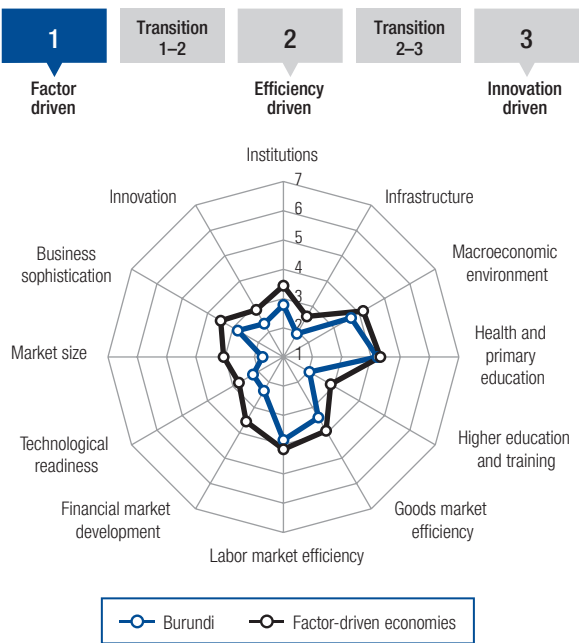 1
Transition
1–2
2
Transition
2–3
3
Factor
driven
Efficiency
driven
Innovation
driven
Institutions
Infrastructure
Macroeconomic
environment
Health and
primary
education
Higher education
and training
Goods market
efficiency
Labor market efficiency
Financial market
development
Technological
readiness
Market size
Business
sophistication
Innovation
7
6
5
4
3
2
1
Burundi
Factor-driven economies